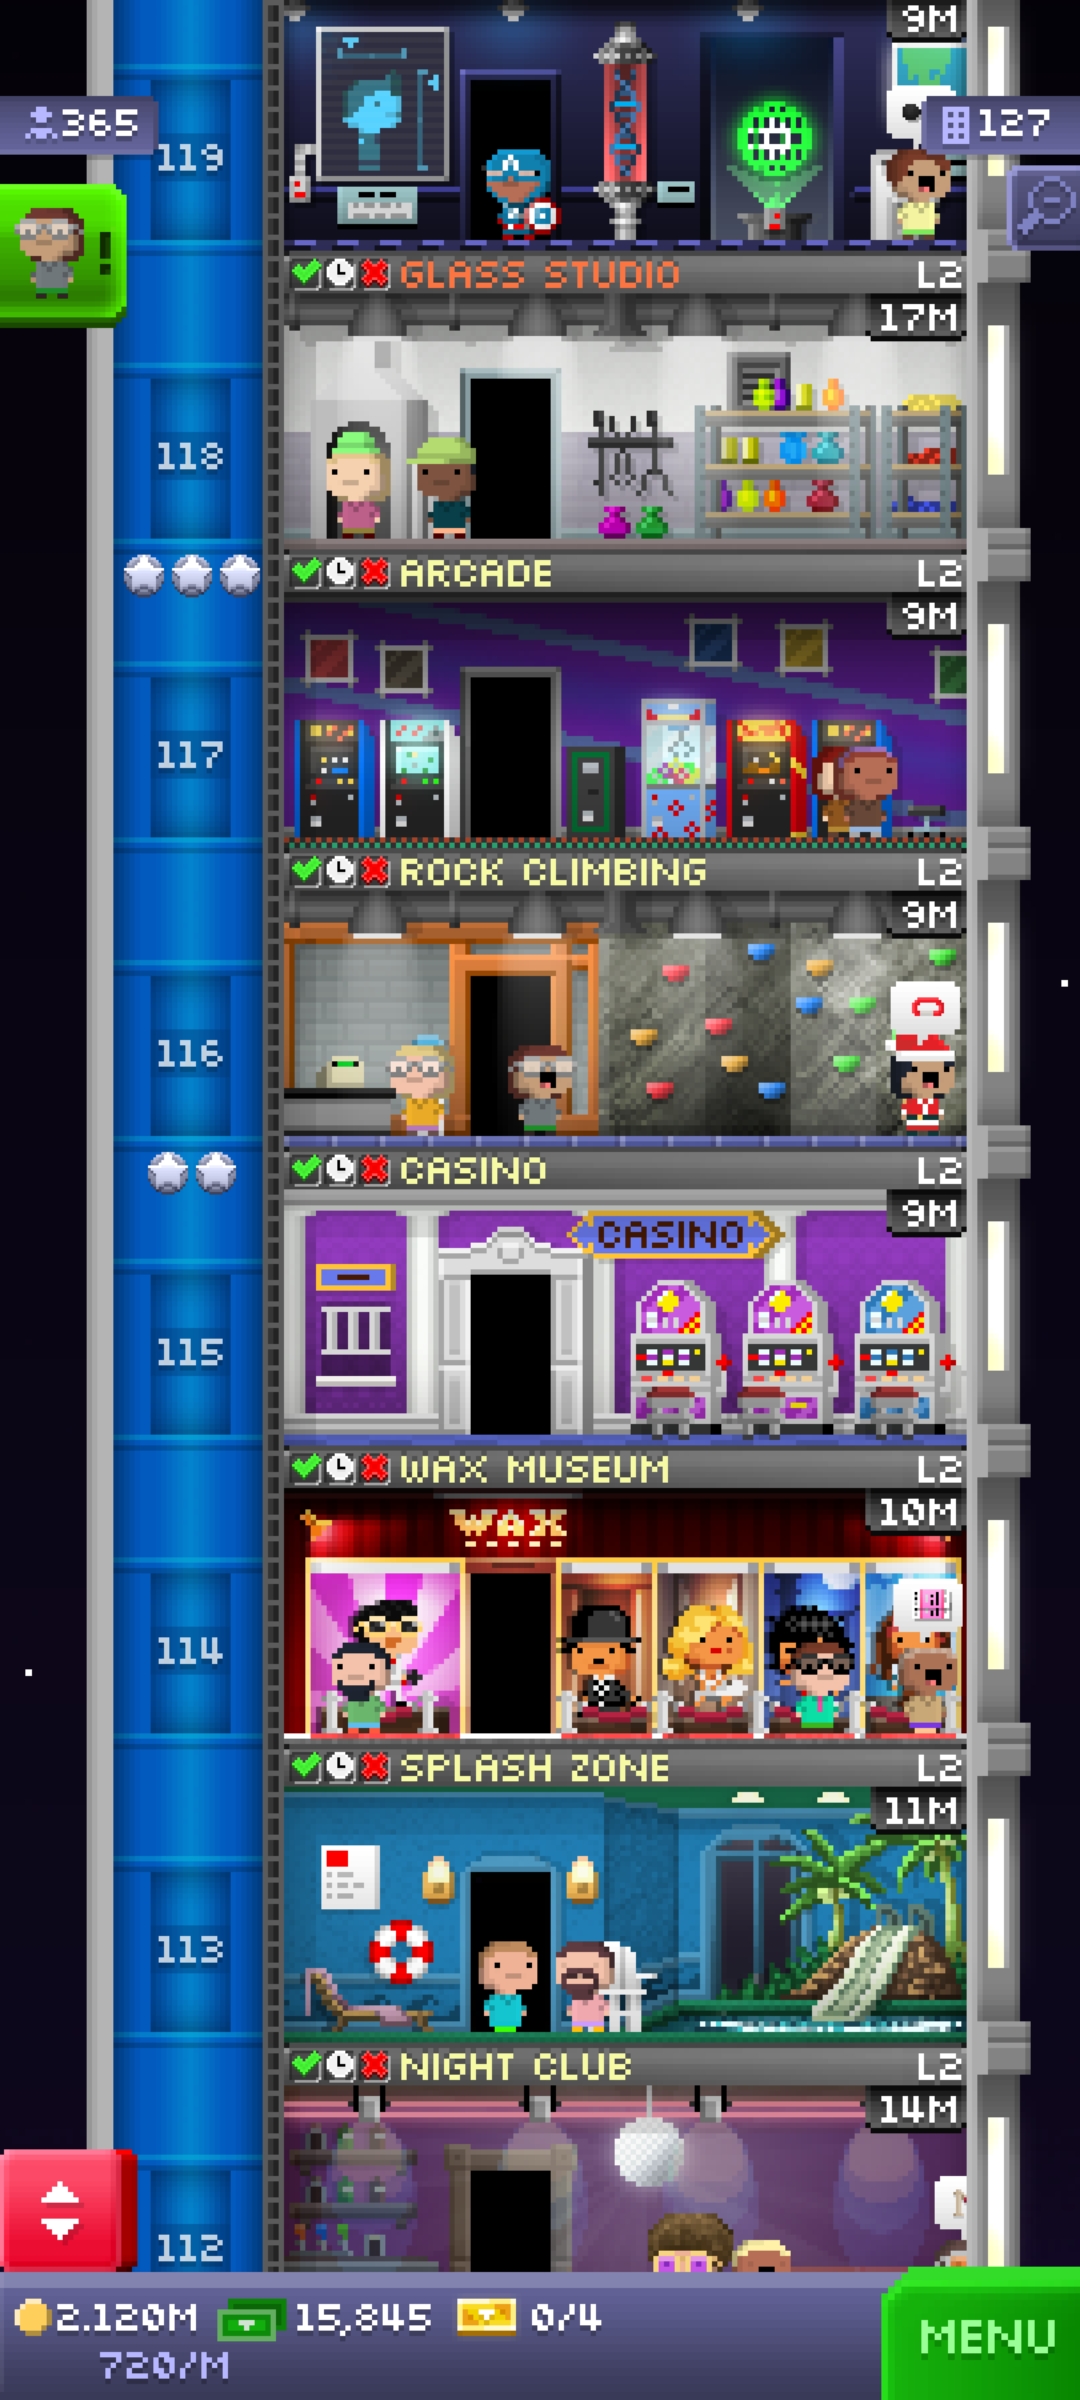 9M
365
127
119
GLASS STUDIO L2
17M
118
ARCADE L2
9M
117
ROCK CLIMBING L2
9M
116
CASINO L2
9M
CASINO
115
WAX MUSEUM L2
10M
WAX
114
SPLASH ZONE L2
11M
113
NIGHT CLUB L2
14M
112
2.120M 15,845 0/4
720/M
MENU